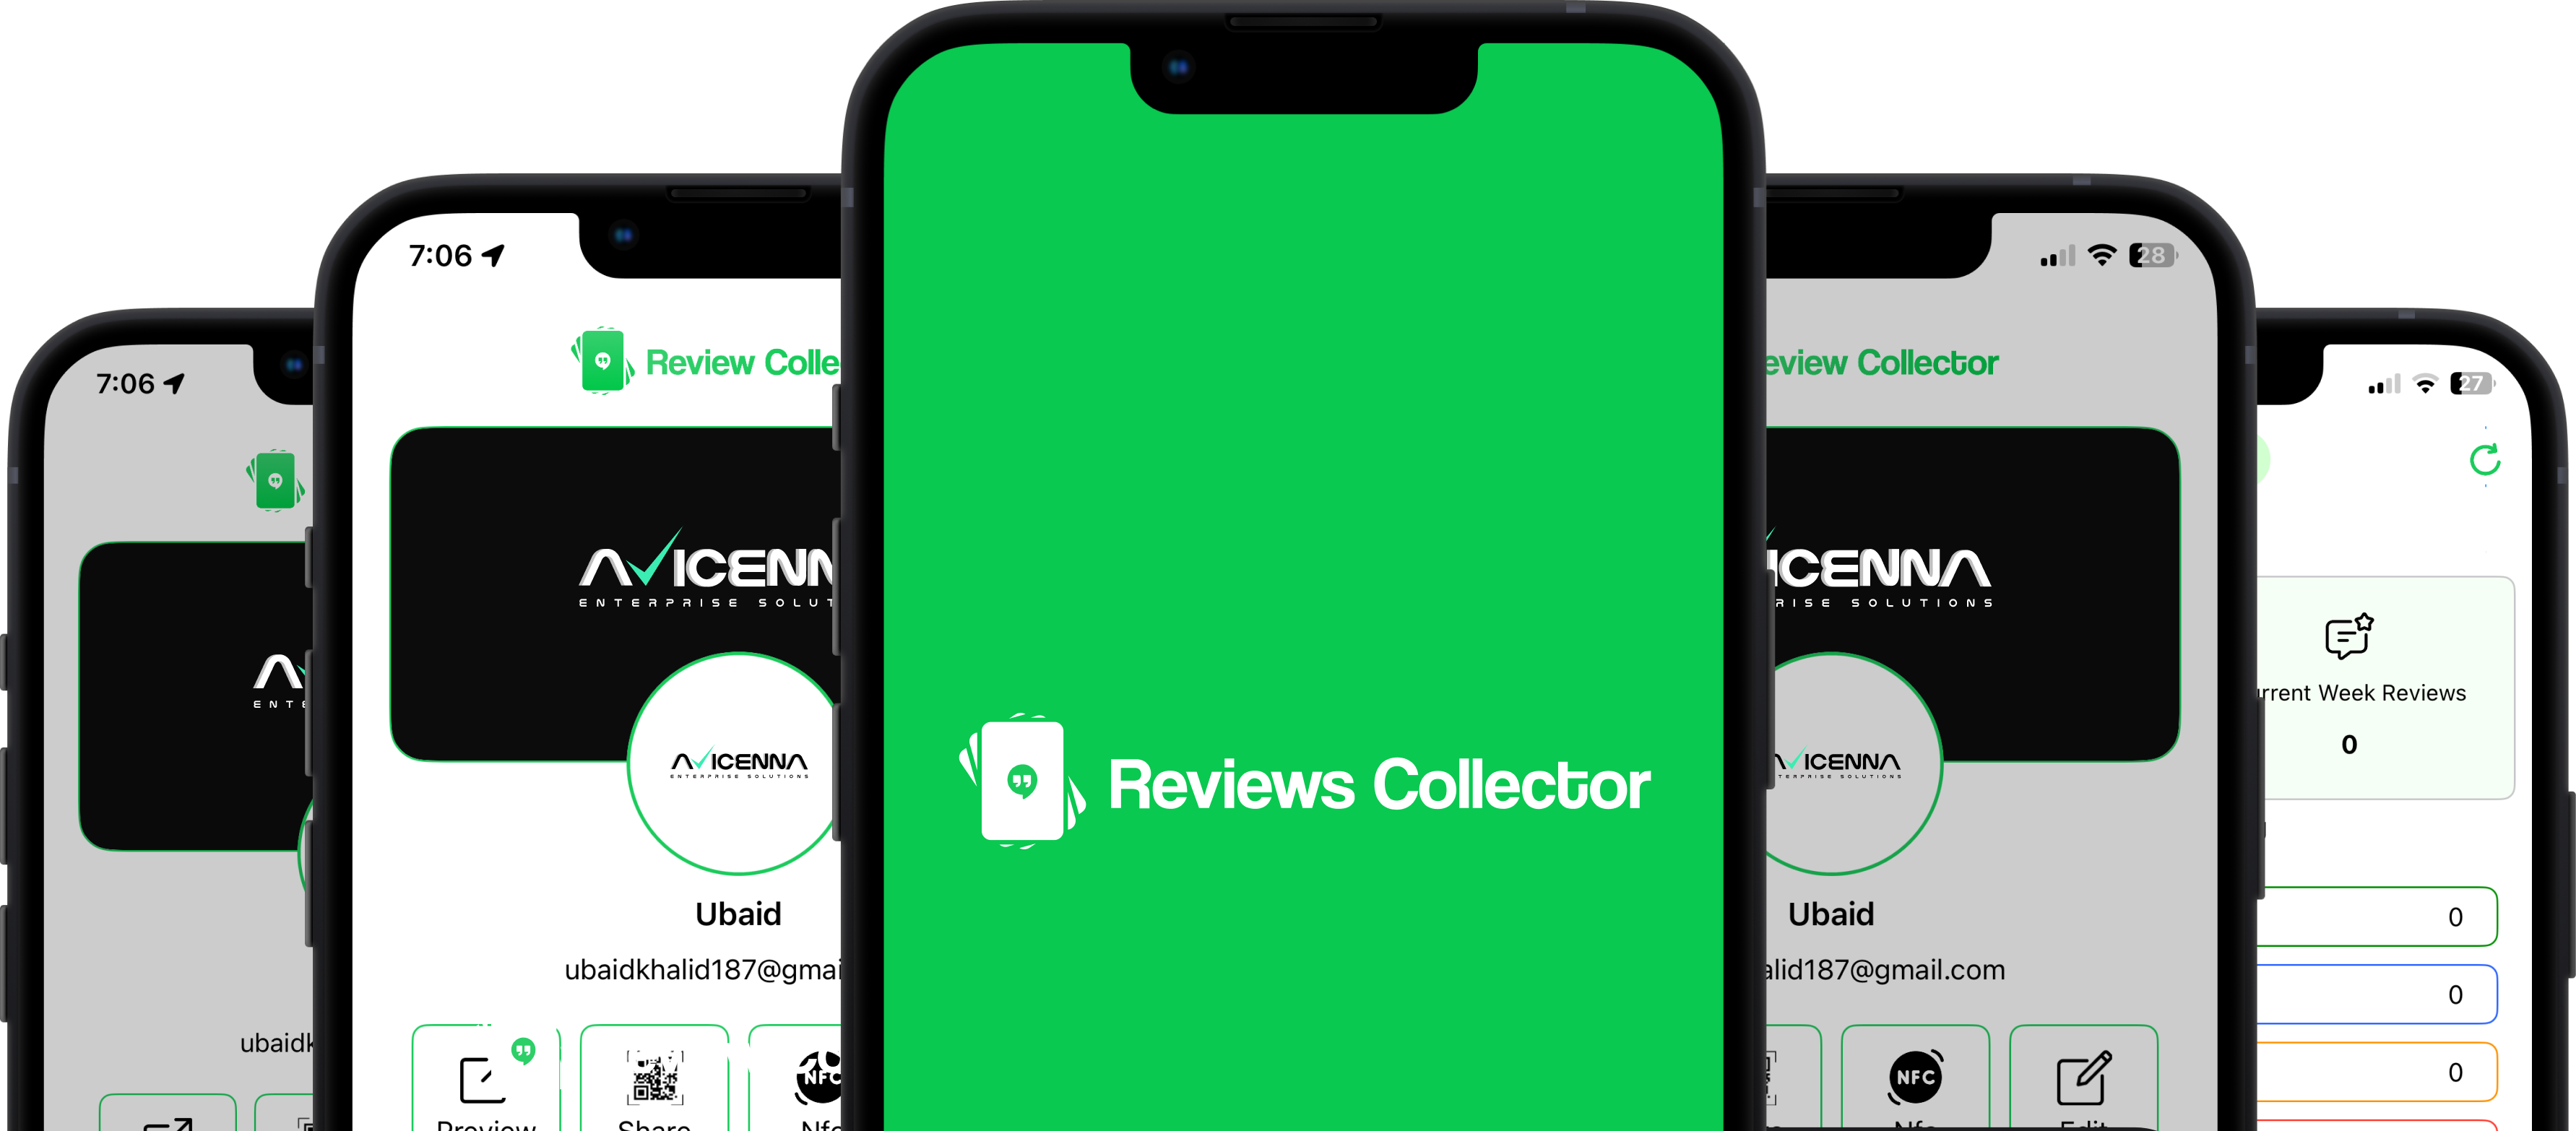 7:06
Review Colle
AVICENN
ENTERPRISE SOLUT
AVICENNA
ENTERPRISE SOLUTIONS
Ubaid
ubaidkhalid187@gmai
Preview
Share
Nfc
NFC
7:06
ENTE
ubaidk
Reviews Collector
28
eview Collector
ICENNA
RISE SOLUTIONS
AVICENNA
TERPRISE SOLUTIONS
Ubaid
alid187@gmail.com
NFC
Nfc
Edit
27
rrent Week Reviews
0
0
0
0